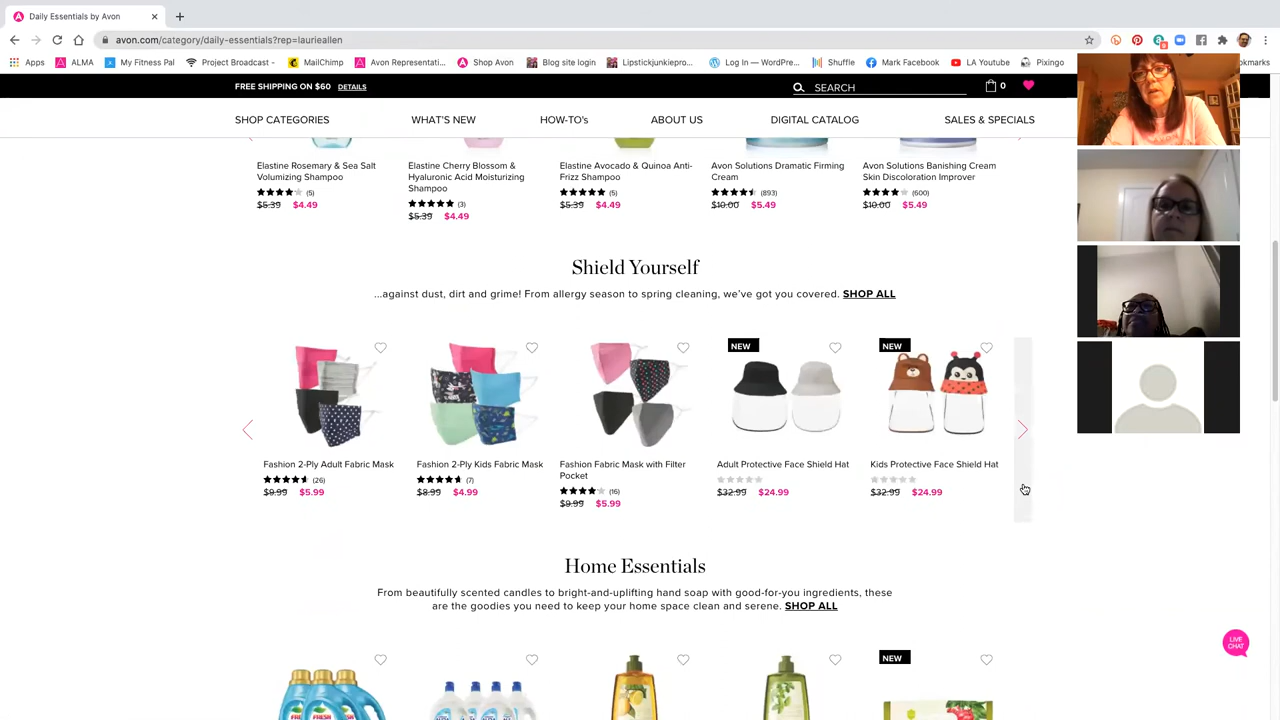 Daily Essentials by Avon
avon.com/category/daily-essentials?rep=laurieallen
Apps ALMA My Fitness Pal Project Broadcast - MailChimp Avon Representati... Shop Avon Blog site login Lipstickjunkiepro... Log In — WordPre... Shuffle Mark Facebook LA Youtube Pixingo okmarks
FREE SHIPPING ON $60 DETAILS SEARCH 0
SHOP CATEGORIES WHAT'S NEW HOW-TO's ABOUT US DIGITAL CATALOG SALES & SPECIALS
Elastine Rosemary & Sea Salt
Volumizing Shampoo
(5)
$5.39 $4.49
Elastine Cherry Blossom &
Hyaluronic Acid Moisturizing
Shampoo
(3)
$5.39 $4.49
Elastine Avocado & Quinoa Anti-
Frizz Shampoo
(5)
$5.39 $4.49
Avon Solutions Dramatic Firming
Cream
(893)
$10.00 $5.49
Avon Solutions Banishing Cream
Skin Discoloration Improver
(600)
$10.00 $5.49
Shield Yourself
...against dust, dirt and grime! From allergy season to spring cleaning, we've got you covered. SHOP ALL
Fashion 2-Ply Adult Fabric Mask
(26)
$9.99 $5.99
Fashion 2-Ply Kids Fabric Mask
(7)
$8.99 $4.99
Fashion Fabric Mask with Filter
Pocket
(16)
$9.99 $5.99
NEW
Adult Protective Face Shield Hat
$32.99 $24.99
NEW
Kids Protective Face Shield Hat
$32.99 $24.99
Home Essentials
From beautifully scented candles to bright-and-uplifting hand soap with good-for-you ingredients, these
are the goodies you need to keep your home space clean and serene. SHOP ALL
NEW
LIVE
CHAT
FRESH